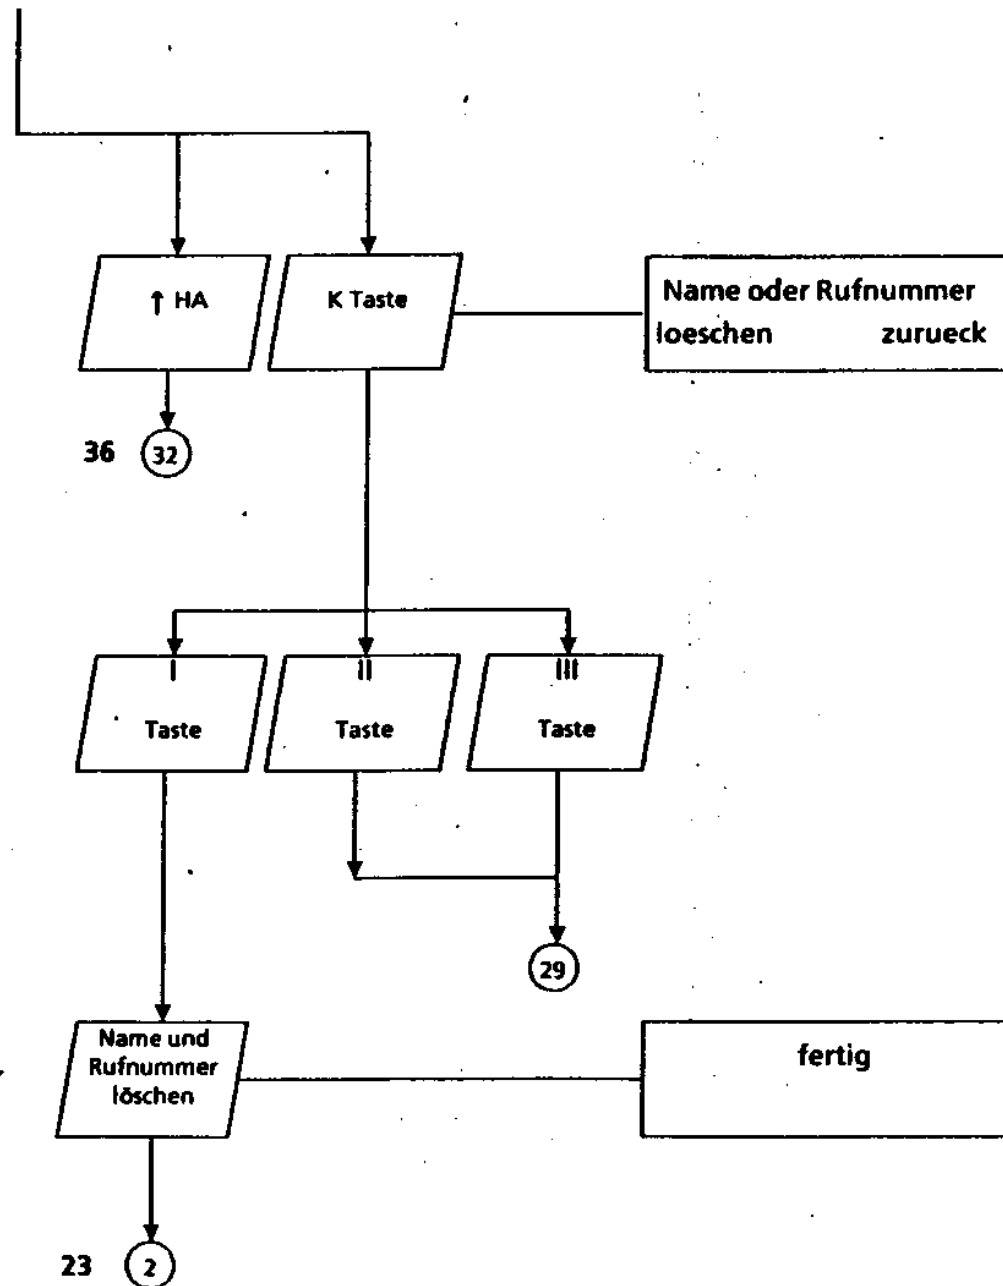 ↑ HA
K Taste
Name oder Rufnummer
loeschen zurueck
36 32
I
Taste
II
Taste
III
Taste
29
Name und
Rufnummer
löschen
fertig
23 2